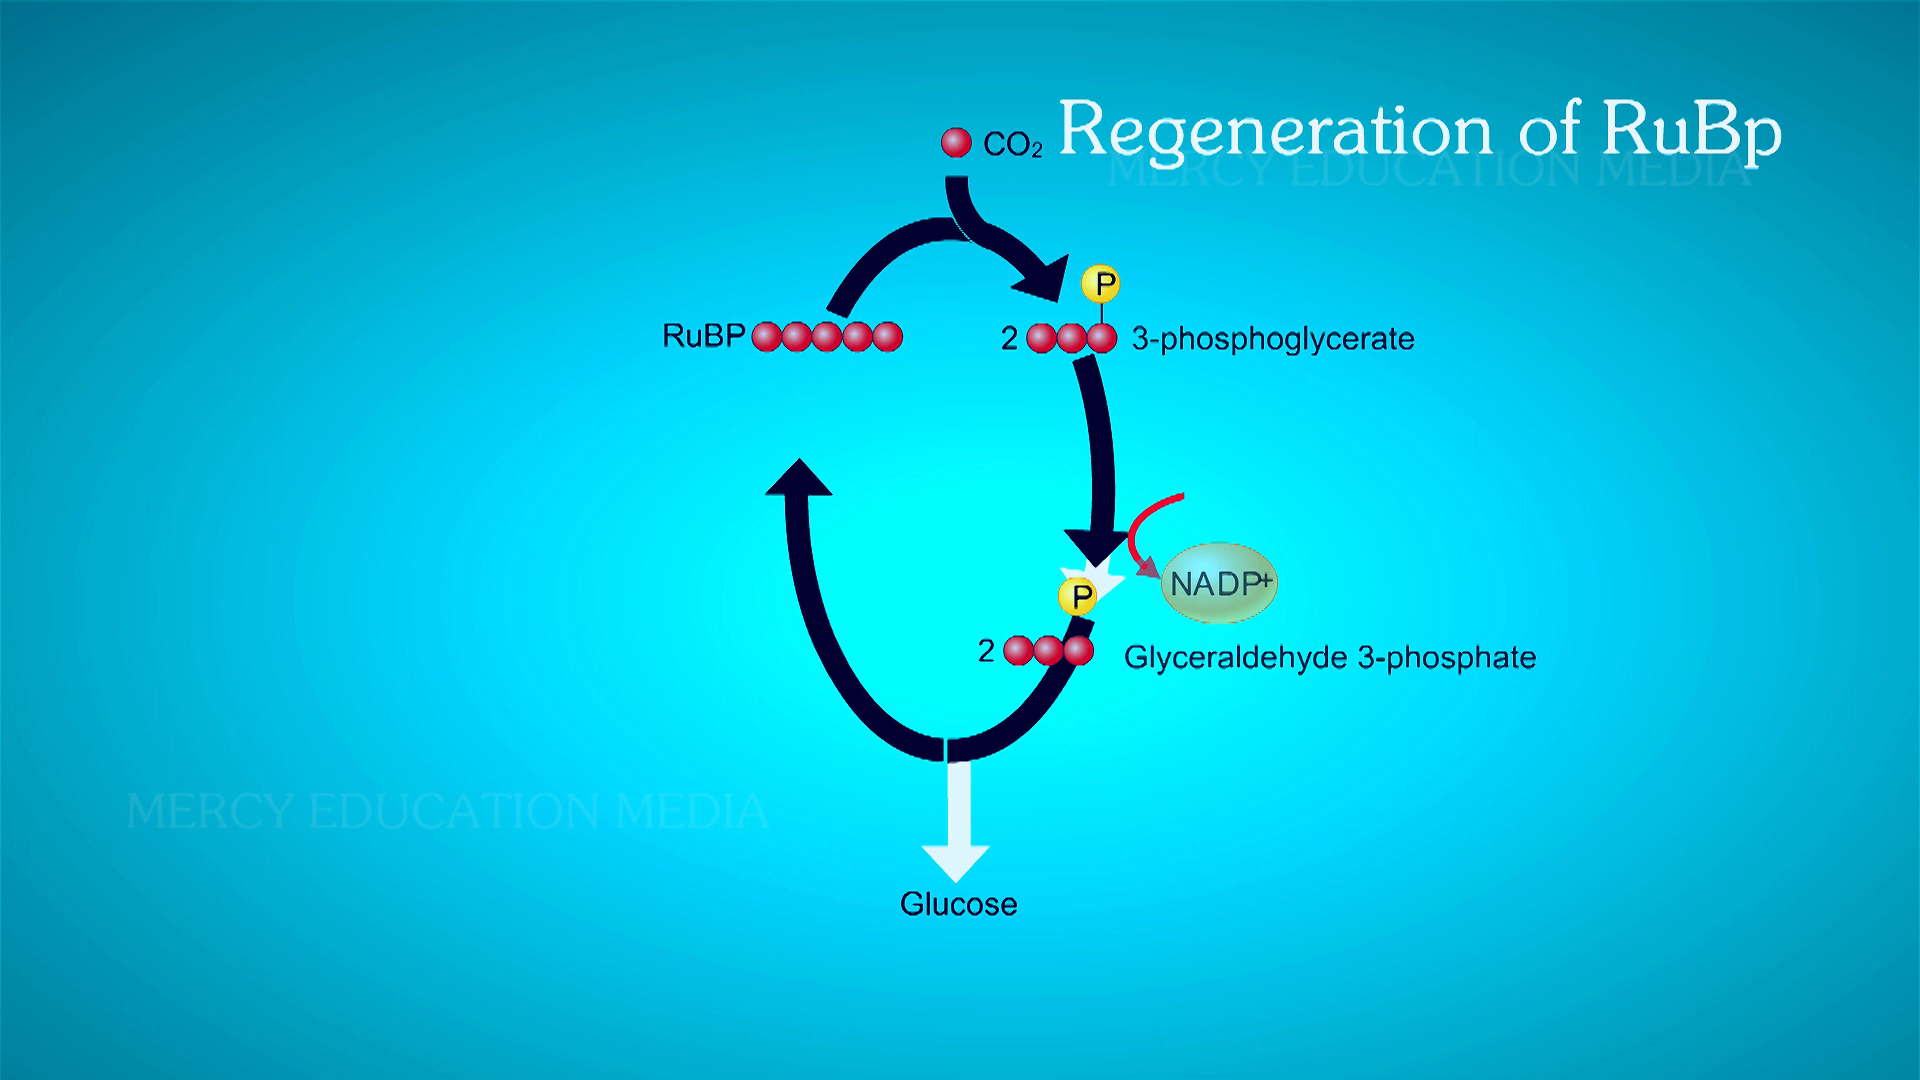 Regeneration of RuBp
MERCY EDUCATION MEDIA
CO₂
P
RuBP
2
3-phosphoglycerate
NADP+
P
2
Glyceraldehyde 3-phosphate
MERCY EDUCATION MEDIA
Glucose